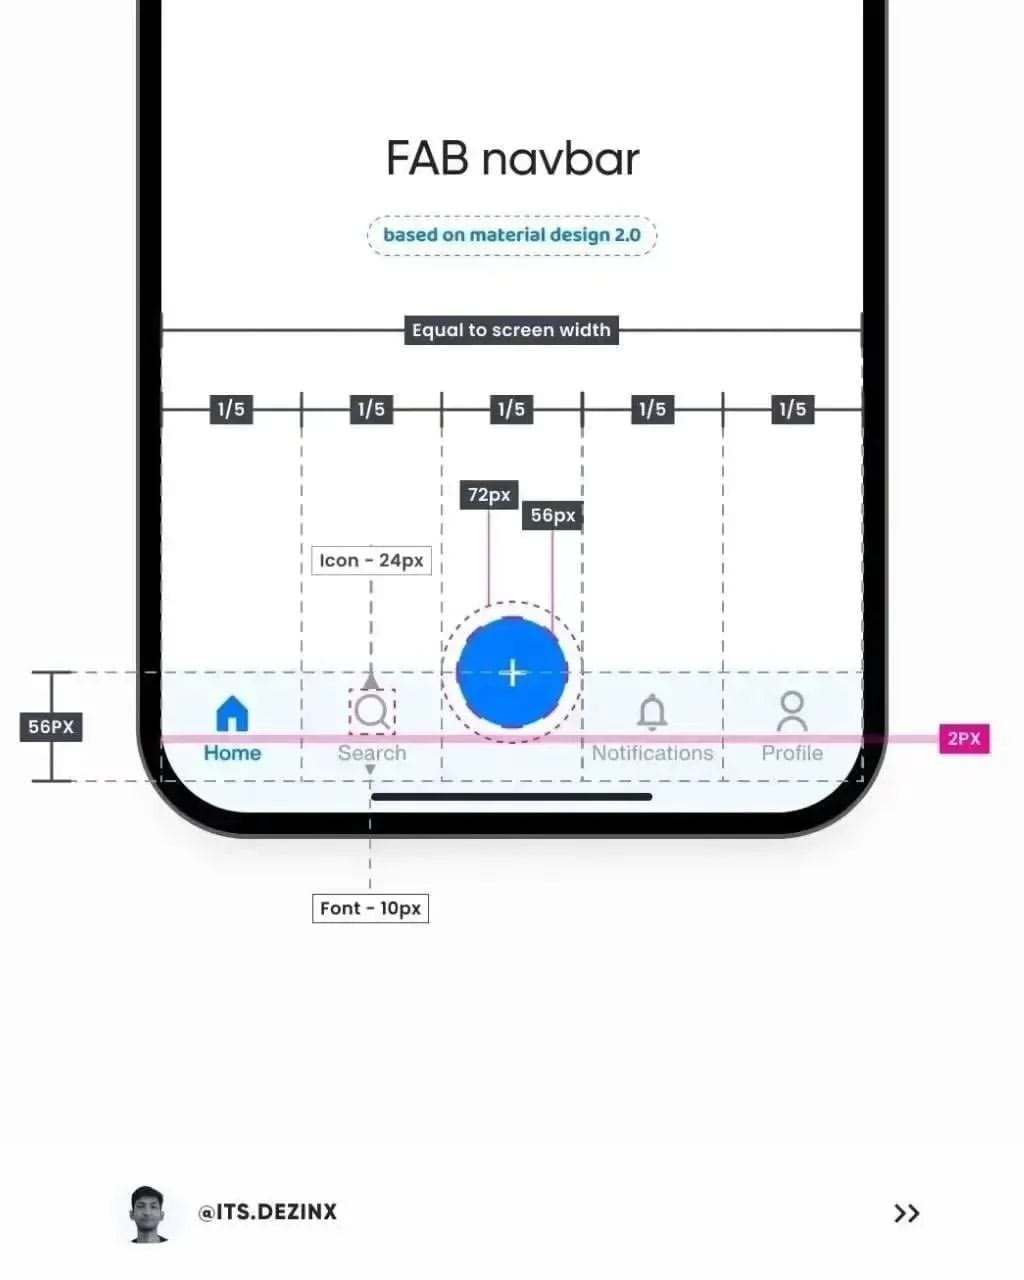 FAB navbar
based on material design 2.0
Equal to screen width
1/5 1/5 1/5 1/5 1/5
72px
56px
Icon - 24px
56PX
2PX
Home Search Notifications Profile
Font - 10px
@ITS.DEZINX